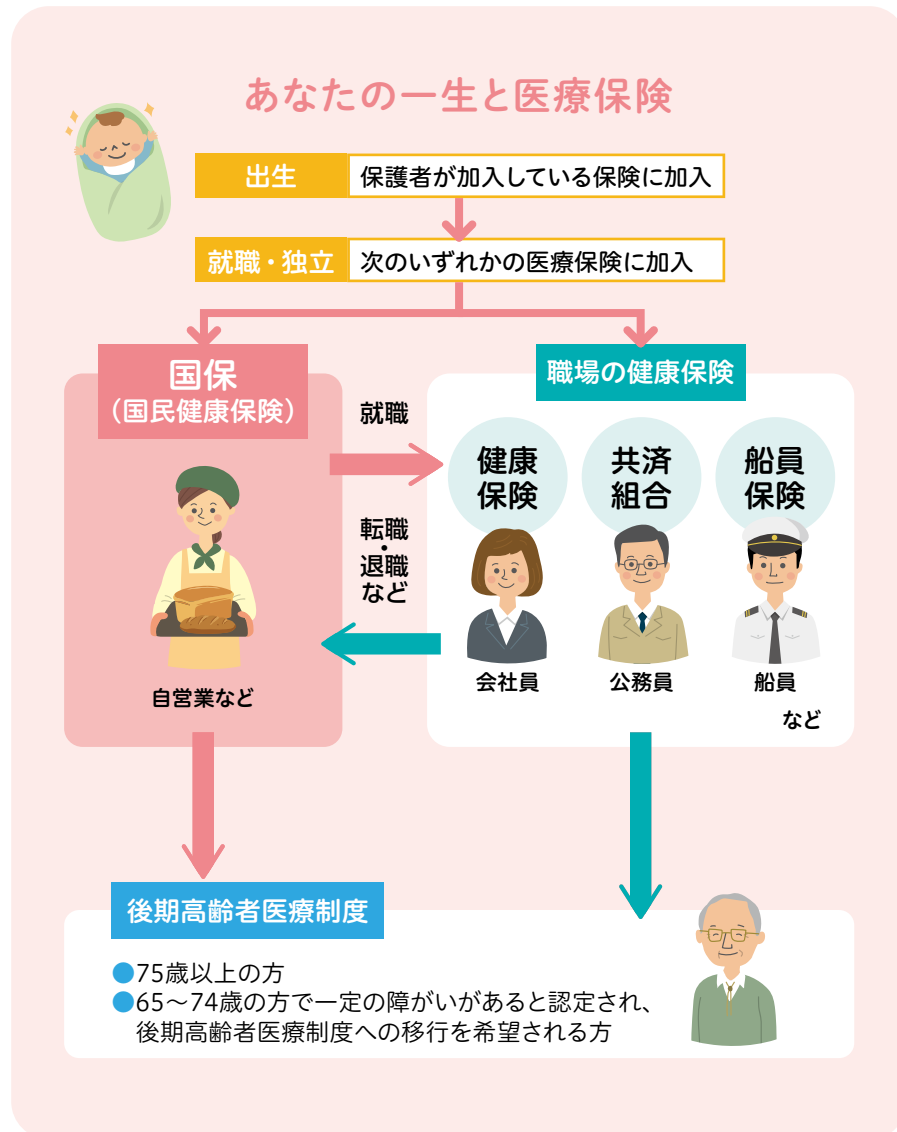 あなたの一生と医療保険
出生
保護者が加入している保険に加入
就職・独立
次のいずれかの医療保険に加入
国保
（国民健康保険）
自営業など
就職
転職
・
退職
など
職場の健康保険
健康
保険
会社員
共済
組合
公務員
船員
保険
船員
など
後期高齢者医療制度
●75歳以上の方
●65～74歳の方で一定の障がいがあると認定され、
後期高齢者医療制度への移行を希望される方